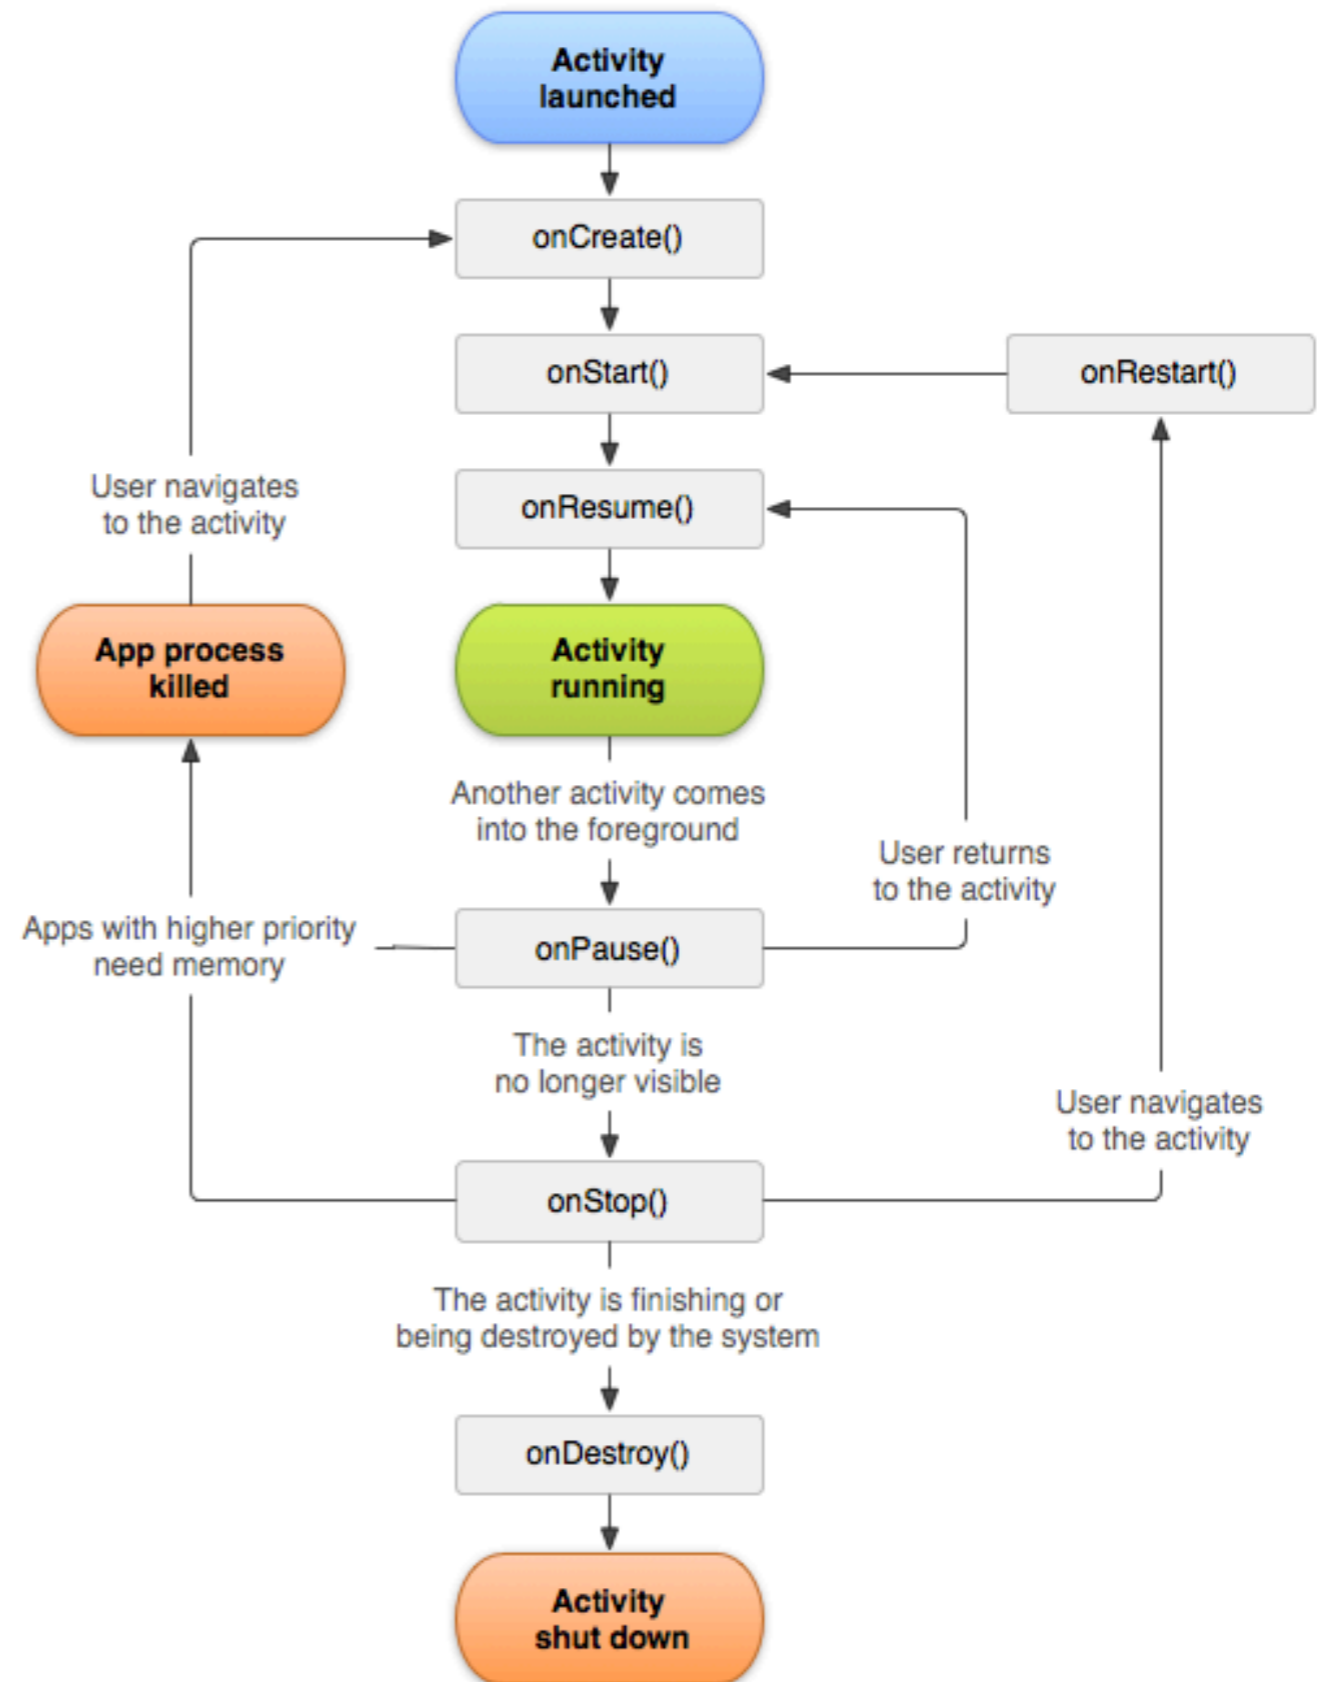 Activity
launched
onCreate()
onStart()
onRestart()
User navigates
to the activity
onResume()
App process
killed
Activity
running
Another activity comes
into the foreground
User returns
to the activity
Apps with higher priority
need memory
onPause()
The activity is
no longer visible
User navigates
to the activity
onStop()
The activity is finishing or
being destroyed by the system
onDestroy()
Activity
shut down